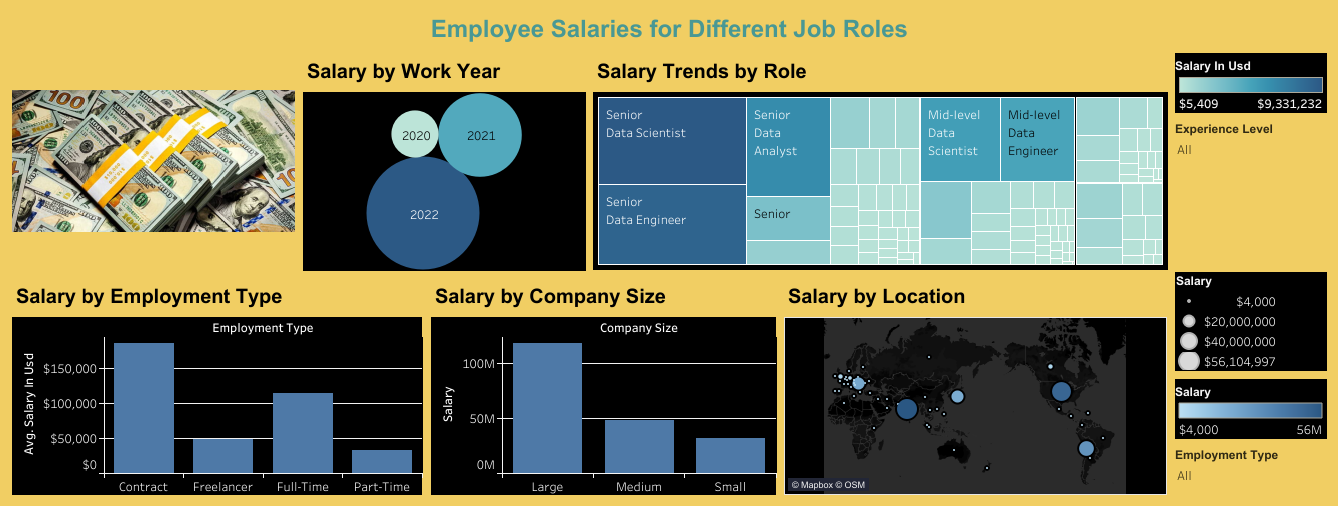 Employee Salaries for Different Job Roles
Salary by Work Year
Salary Trends by Role
100
2020
2021
2022
Senior
Data Scientist
Senior
Data Engineer
Senior
Data
Analyst
Senior
Mid-level
Data
Scientist
Mid-level
Data
Engineer
Salary In Usd
$5,409
$9,331,232
Experience Level
All
Salary by Employment Type
Employment Type
Avg. Salary In Usd
$150,000
$100,000
$50,000
$0
Contract
Freelancer
Full-Time
Part-Time
Salary by Company Size
Company Size
Salary
100M
50M
0M
Large
Medium
Small
Salary by Location
© Mapbox © OSM
Salary
$4,000
$20,000,000
$40,000,000
$56,104,997
Salary
$4,000
56M
Employment Type
All